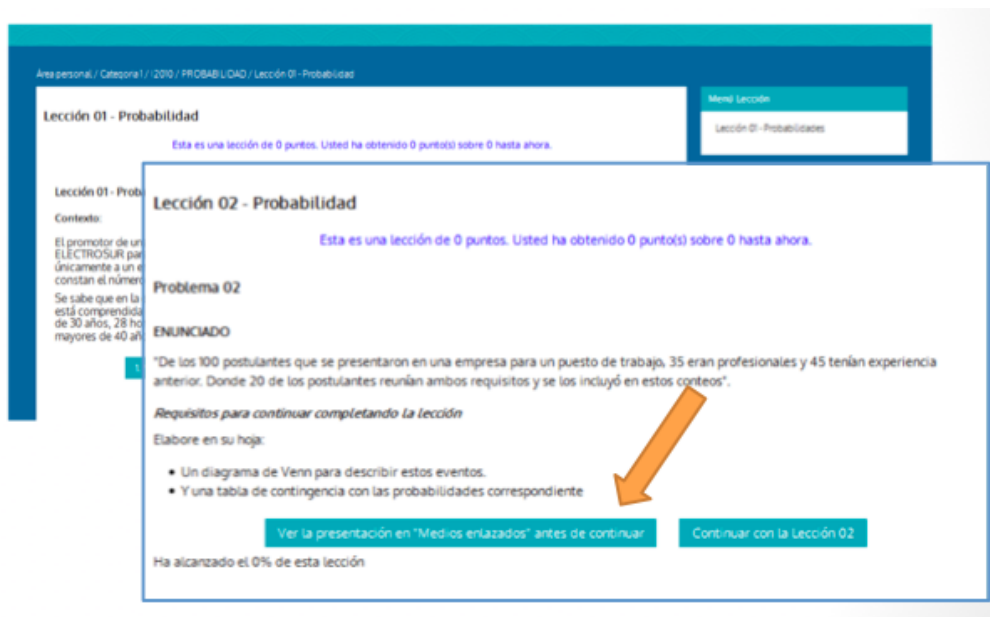 Área personal / Categoria 1 / I2010 / PROBABILIDAD / Lección 01 - Probabilidad
Menú Lección
Lección 01 - Probabilidades
Lección 01 - Probabilidad
Esta es una lección de 0 puntos. Usted ha obtenido 0 punto(s) sobre 0 hasta ahora.
Lección 01 - Prob
Contexto:
El promotor de un
ELECTROSUR par
únicamente a un e
constan el número
Se sabe que en la
está comprendida
de 30 años, 28 ho
mayores de 40 añ
Lección 02 - Probabilidad
Esta es una lección de 0 puntos. Usted ha obtenido 0 punto(s) sobre 0 hasta ahora.
Problema 02
ENUNCIADO
"De los 100 postulantes que se presentaron en una empresa para un puesto de trabajo, 35 eran profesionales y 45 tenían experiencia
anterior. Donde 20 de los postulantes reunían ambos requisitos y se los incluyó en estos conteos".
Requisitos para continuar completando la lección
Elabore en su hoja:
• Un diagrama de Venn para describir estos eventos.
• Y una tabla de contingencia con las probabilidades correspondiente
Ver la presentación en "Medios enlazados" antes de continuar
Continuar con la Lección 02
Ha alcanzado el 0% de esta lección